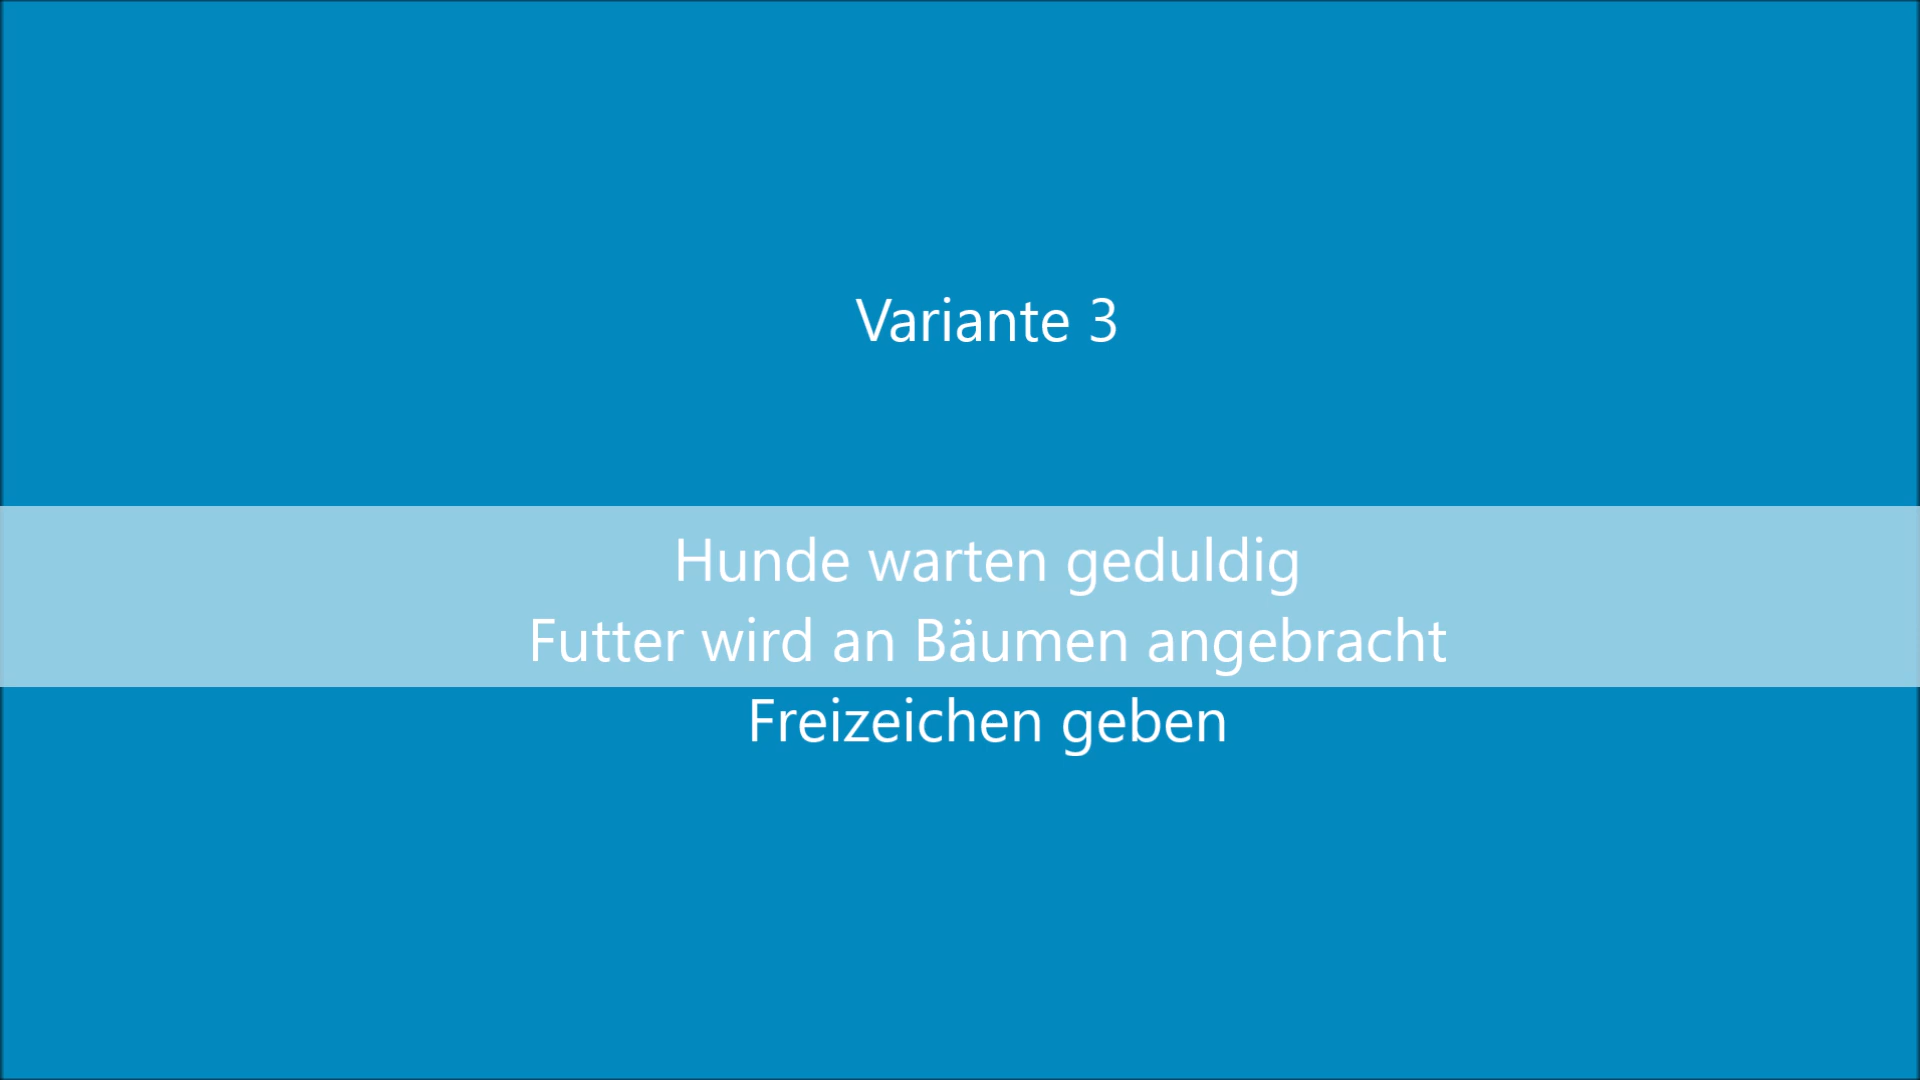 Variante 3
Hunde warten geduldig
Futter wird an Bäumen angebracht
Freizeichen geben